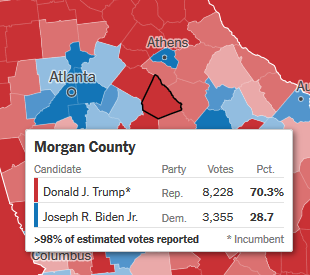 Athens
Atlanta
Au
Morgan County
Candidate Party Votes Pct.
Donald J. Trump* Rep. 8,228 70.3%
Joseph R. Biden Jr. Dem. 3,355 28.7
>98% of estimated votes reported * Incumbent
Columbus